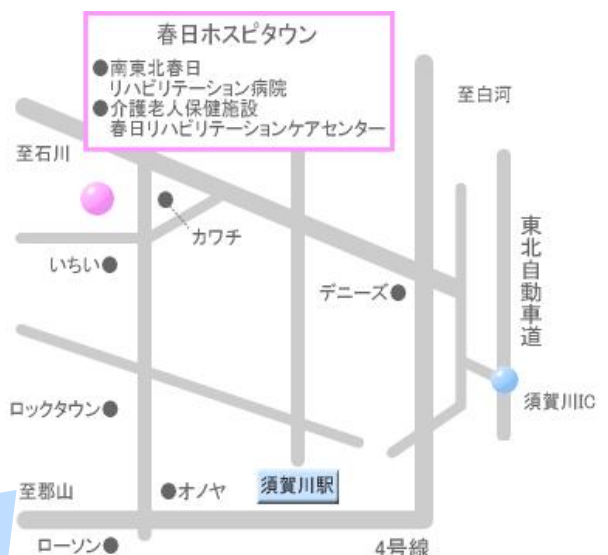 春日ホスピタウン
●南東北春日
リハビリテーション病院
●介護老人保健施設
春日リハビリテーションケアセンター
至白河
至石川
カワチ
東北自動車道
いちい●
デニーズ●
須賀川IC
ロックタウン●
至郡山
●オノヤ
須賀川駅
ローソン●
4号線